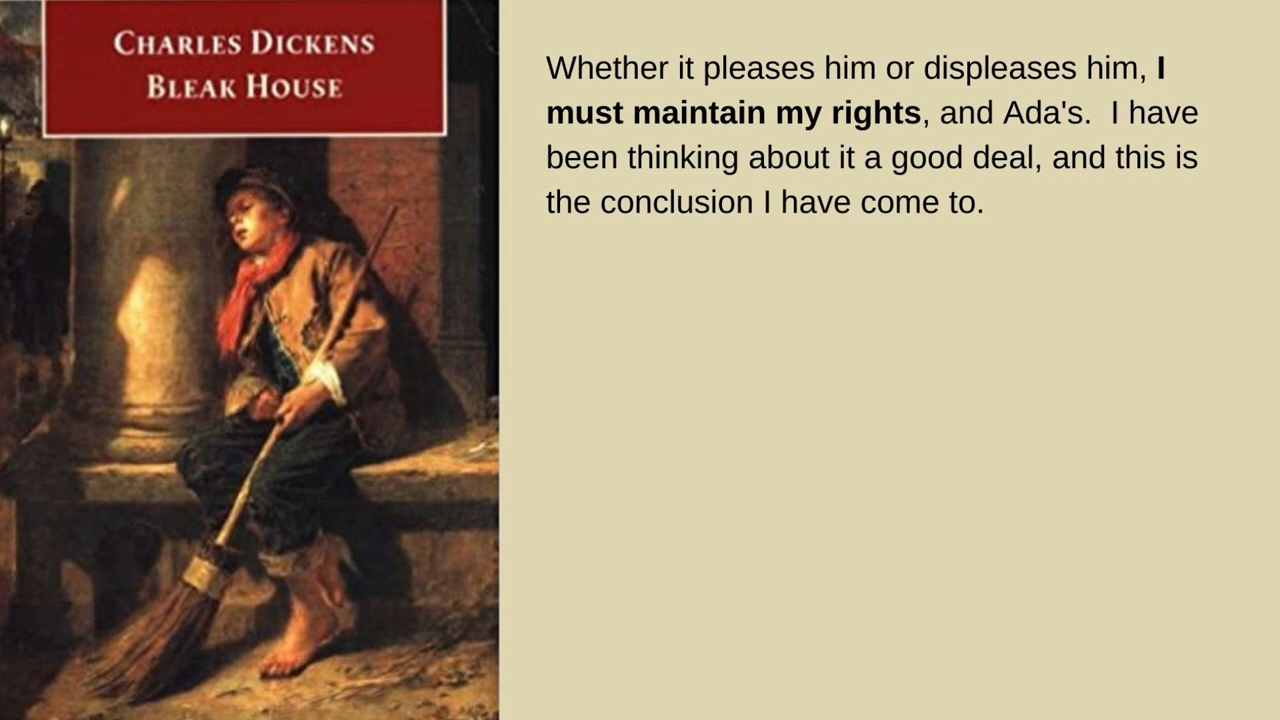 CHARLES DICKENS
BLEAK HOUSE
Whether it pleases him or displeases him, I
must maintain my rights, and Ada's.  I have
been thinking about it a good deal, and this is
the conclusion I have come to.